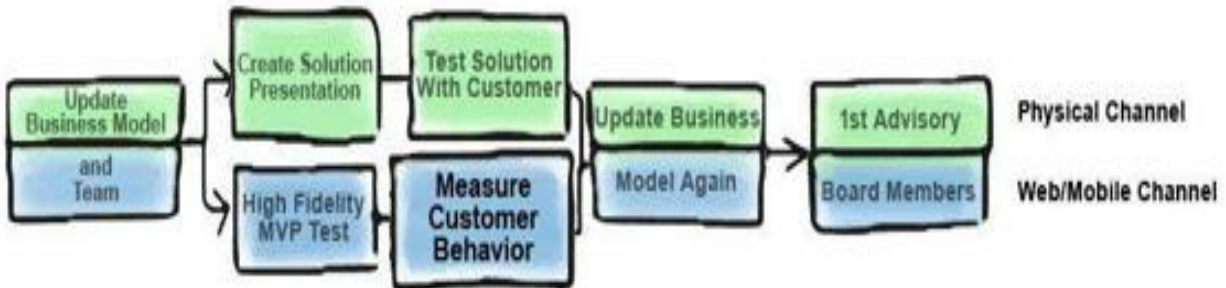 Update
Business Model
and
Team
Create Solution
Presentation
Test Solution
With Customer
High Fidelity
MVP Test
Measure
Customer
Behavior
Update Business
Model Again
1st Advisory
Board Members
Physical Channel
Web/Mobile Channel